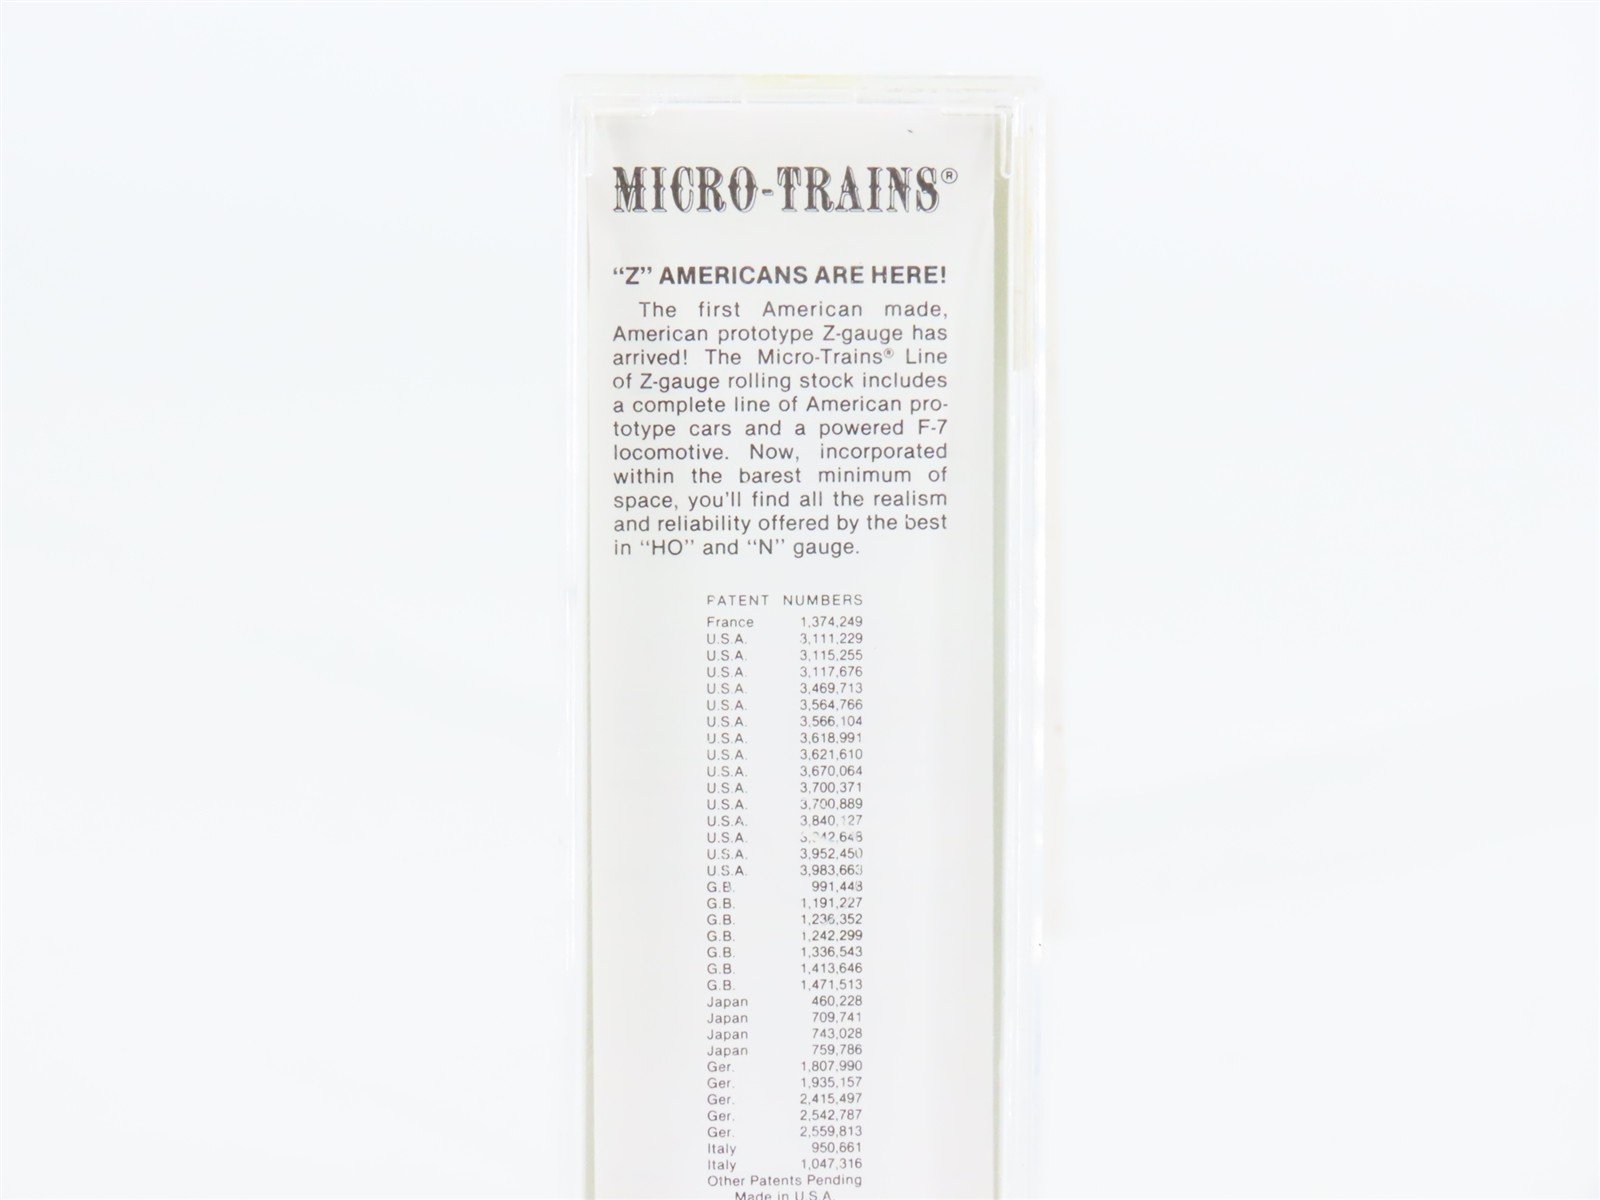 MICRO-TRAINS®
“Z” AMERICANS ARE HERE!
The first American made,
American prototype Z-gauge has
arrived! The Micro-Trains® Line
of Z-gauge rolling stock includes
a complete line of American pro-
totype cars and a powered F-7
locomotive. Now, incorporated
within the barest minimum of
space, you'll find all the realism
and reliability offered by the best
in “HO” and “N” gauge.
PATENT NUMBERS
France 1,374,249
U.S.A. 3,111,229
U.S.A. 3,115,255
U.S.A. 3,117,676
U.S.A. 3,469,713
U.S.A. 3,564,766
U.S.A. 3,566,104
U.S.A. 3,618,991
U.S.A. 3,621,610
U.S.A. 3,670,064
U.S.A. 3,700,371
U.S.A. 3,700,889
U.S.A. 3,840,127
U.S.A.
U.S.A. 3,952,450
U.S.A. 3,983,663
G.B. 991,448
G.B. 1,191,227
G.B. 1,236,352
G.B. 1,242,299
G.B. 1,336,543
G.B. 1,413,646
G.B. 1,471,513
Japan 460,228
Japan 709,741
Japan 743,028
Japan 759,786
Ger. 1,807,990
Ger. 1,935,157
Ger. 2,415,497
Ger. 2,542,787
Ger. 2,559,813
Italy 950,661
Italy 1,047,316
Other Patents Pending
Made in U.S.A.